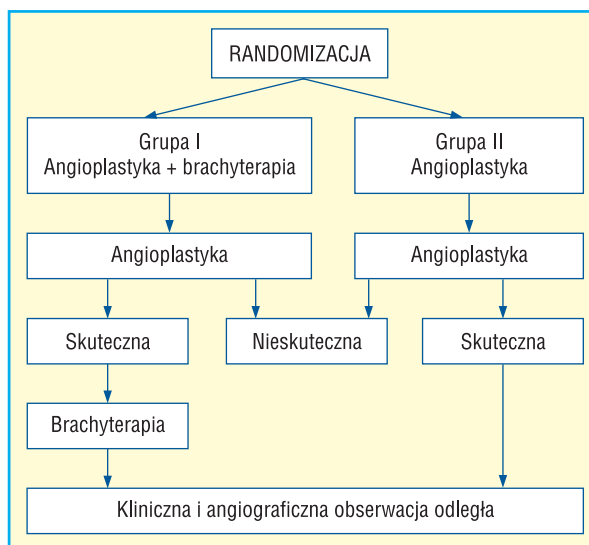 RANDOMIZACJA
Grupa I
Angioplastyka + brachyterapia
Grupa II
Angioplastyka
Angioplastyka
Angioplastyka
Skuteczna
Nieskuteczna
Skuteczna
Brachyterapia
Kliniczna i angiograficzna obserwacja odległa